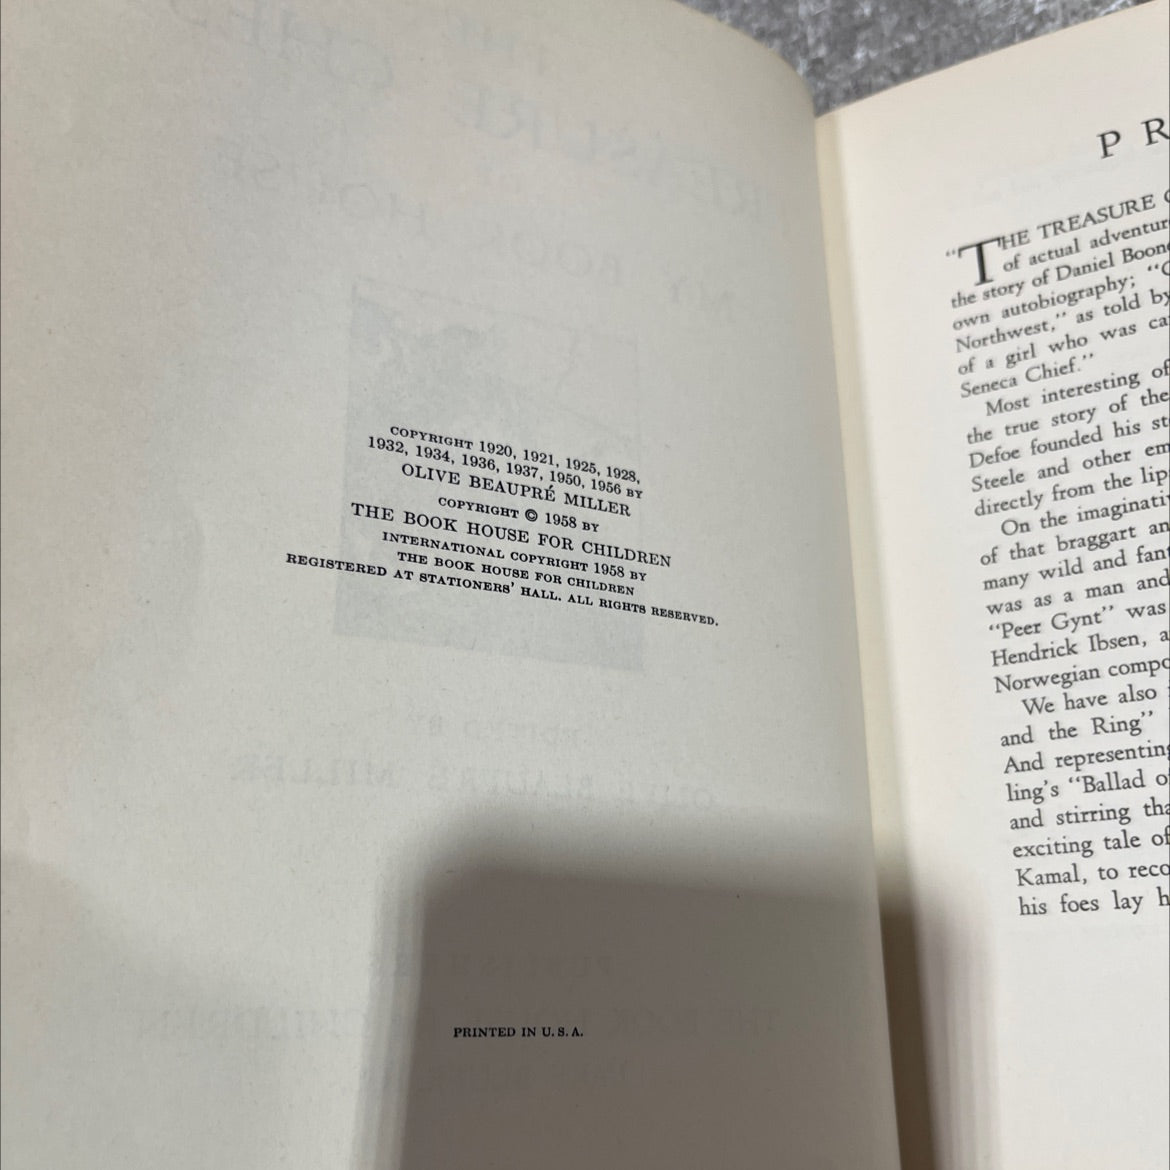 COPYRIGHT 1920, 1921, 1925, 1928,
1932, 1934, 1936, 1937, 1950, 1956 BY
OLIVE BEAUPRÉ MILLER
COPYRIGHT © 1958 BY
THE BOOK HOUSE FOR CHILDREN
INTERNATIONAL COPYRIGHT 1958 BY
THE BOOK HOUSE FOR CHILDREN
REGISTERED AT STATIONERS' HALL. ALL RIGHTS RESERVED.
PRINTED IN U.S.A.
P R
"THE TREASURE
of actual adventur
the story of Daniel Boon
own autobiography; "C
Northwest," as told by
of a girl who was ca
Seneca Chief."
Most interesting of
the true story of the
Defoe founded his st
Steele and other em
directly from the lip
On the imaginati
of that braggart an
many wild and fant
was as a man and
"Peer Gynt" was
Hendrick Ibsen, a
Norwegian compo
We have also
and the Ring"
And representing
ling's "Ballad o
and stirring tha
exciting tale of
Kamal, to reco
his foes lay h